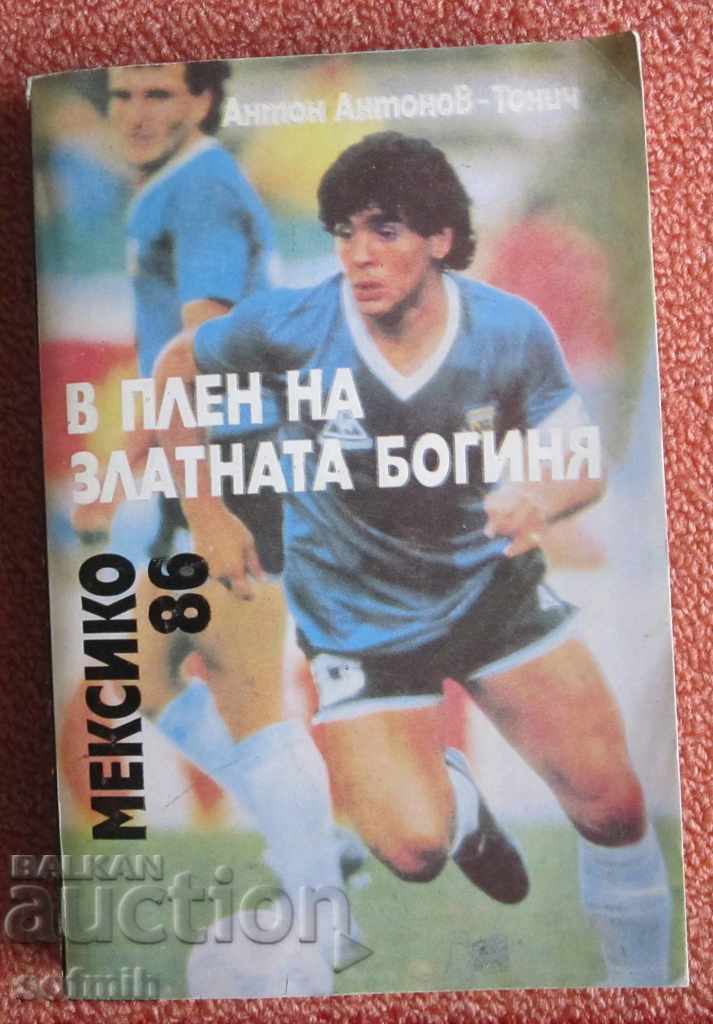 Антон Антонов-Тонич
В ПЛЕН НА
ЗЛАТНАТА БОГИНЯ
МЕКСИКО
86
BALKAN
auction
sofmih